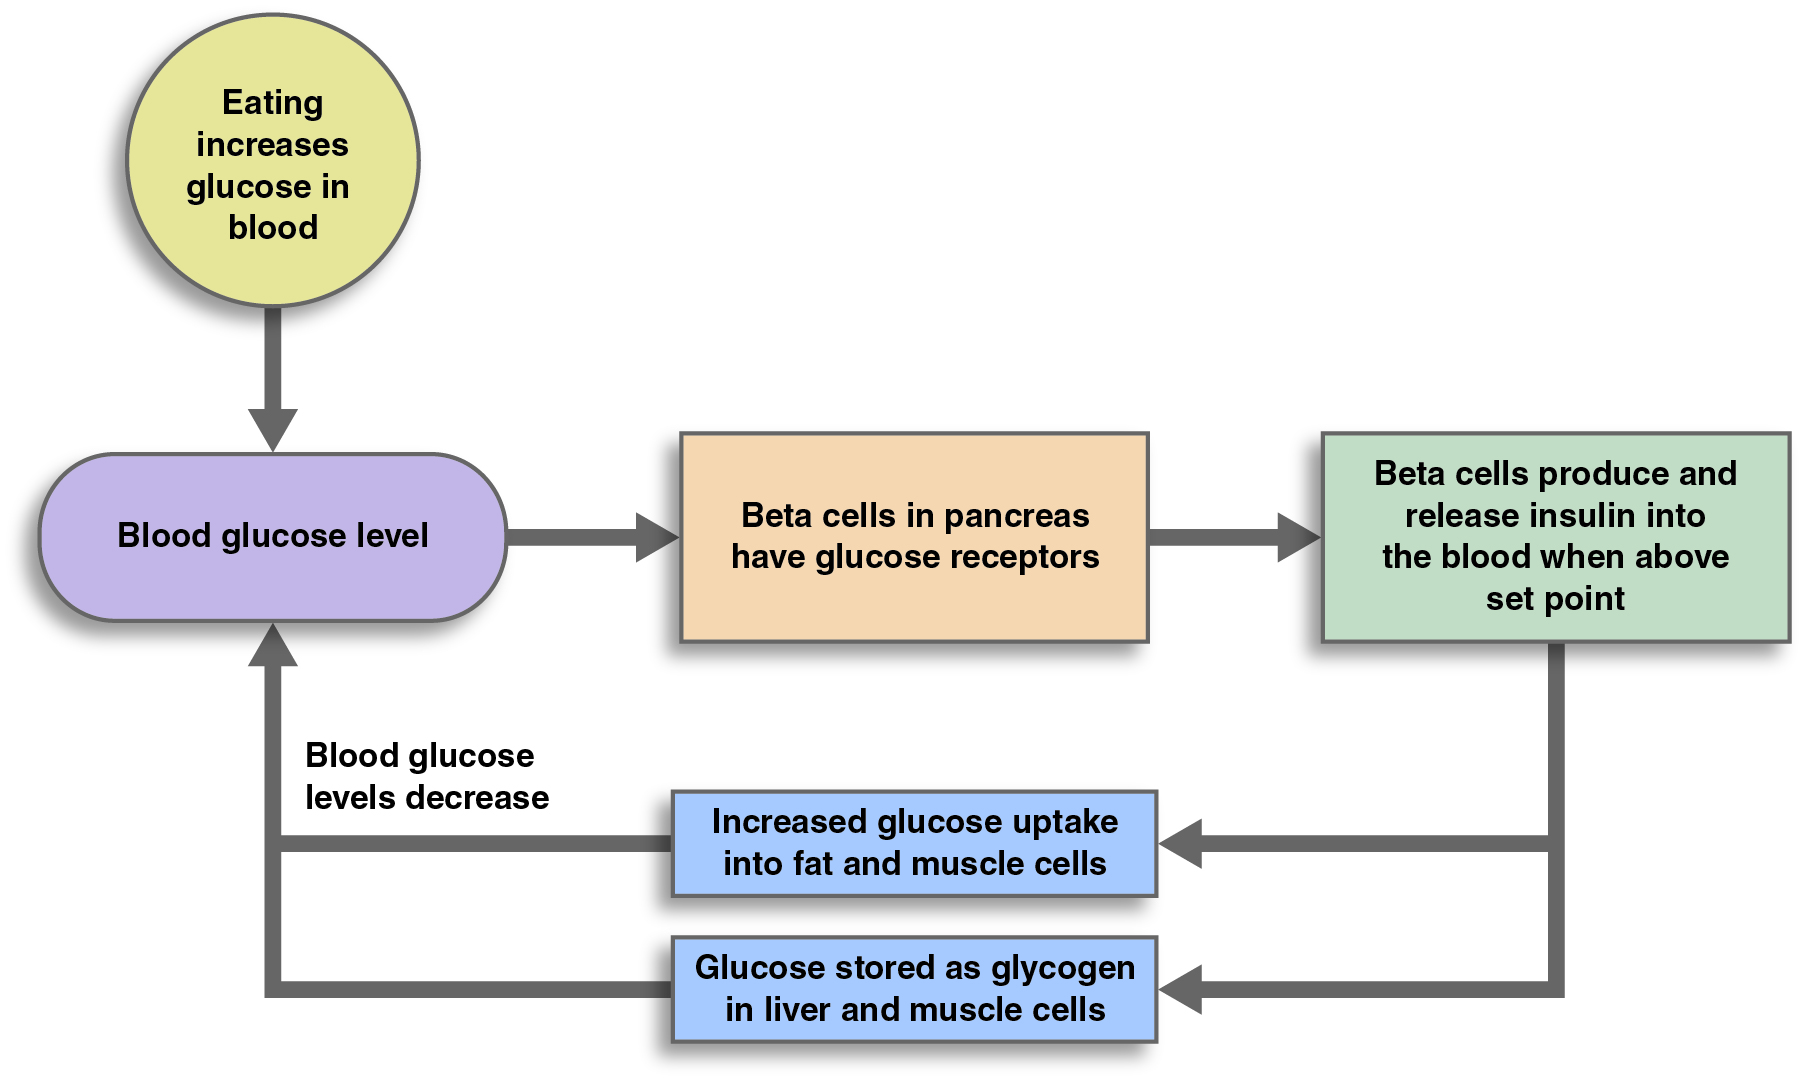 Eating
increases
glucose in
blood
Blood glucose level
Beta cells in pancreas
have glucose receptors
Beta cells produce and
release insulin into
the blood when above
set point
Blood glucose
levels decrease
Increased glucose uptake
into fat and muscle cells
Glucose stored as glycogen
in liver and muscle cells